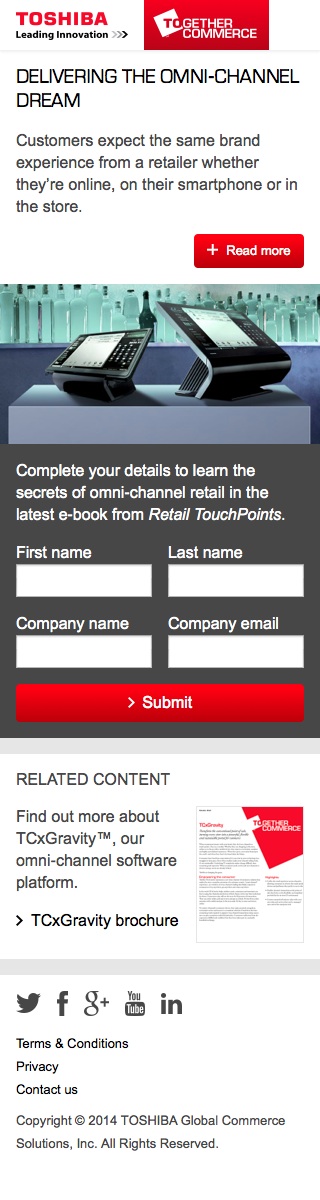 TOSHIBA
Leading Innovation >>>
TOGETHER
COMMERCE
DELIVERING THE OMNI-CHANNEL
DREAM
Customers expect the same brand
experience from a retailer whether
they're online, on their smartphone or in
the store.
+ Read more
Complete your details to learn the
secrets of omni-channel retail in the
latest e-book from Retail TouchPoints.
First name Last name
Company name Company email
> Submit
RELATED CONTENT
Find out more about
TCxGravity™, our
omni-channel software
platform.
> TCxGravity brochure
TCxGravity
TOGETHER
COMMERCE
You
Tube
Terms & Conditions
Privacy
Contact us
Copyright © 2014 TOSHIBA Global Commerce
Solutions, Inc. All Rights Reserved.